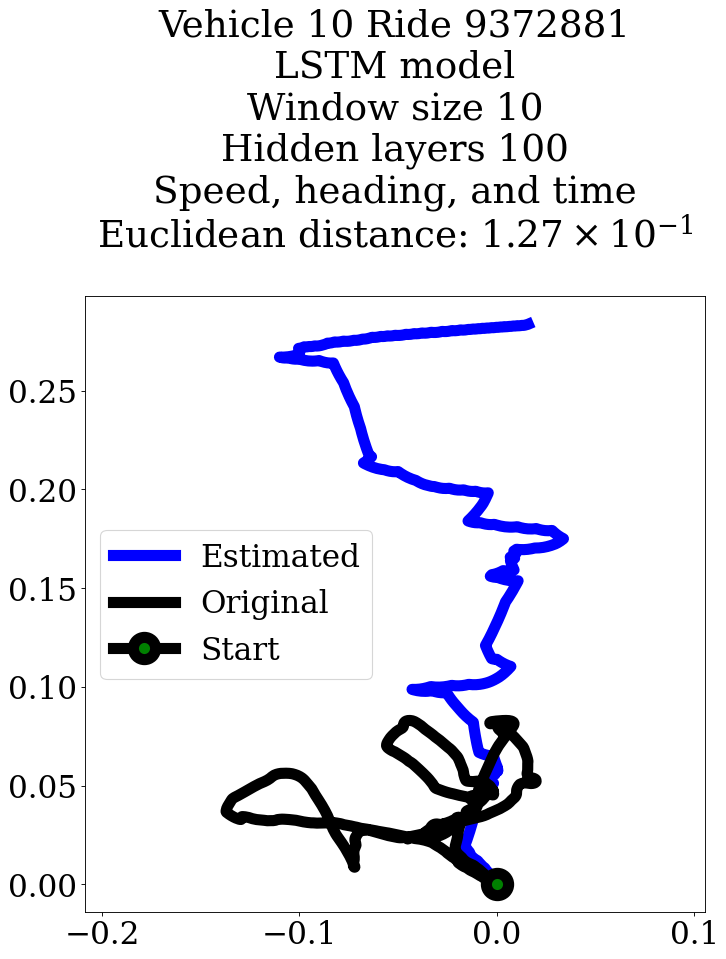 Vehicle 10 Ride 9372881
LSTM model
Window size 10
Hidden layers 100
Speed, heading, and time
Euclidean distance: 1.27 × 10⁻¹
0.25
0.20
0.15
0.10
0.05
0.00
Estimated
Original
Start
−0.2 −0.1 0.0 0.1